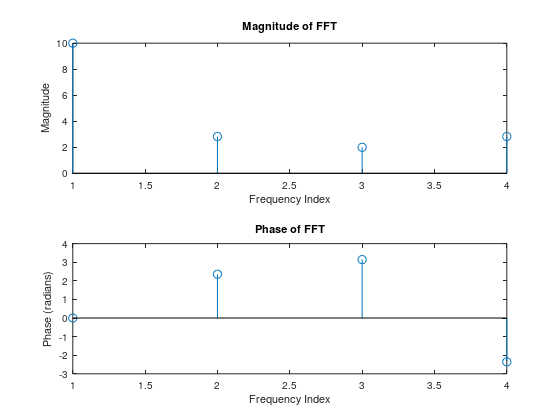 Magnitude of FFT
10
8
6
4
2
0
Magnitude
1 1.5 2 2.5 3 3.5 4
Frequency Index
Phase of FFT
4
3
2
1
0
-1
-2
-3
Phase (radians)
1 1.5 2 2.5 3 3.5 4
Frequency Index